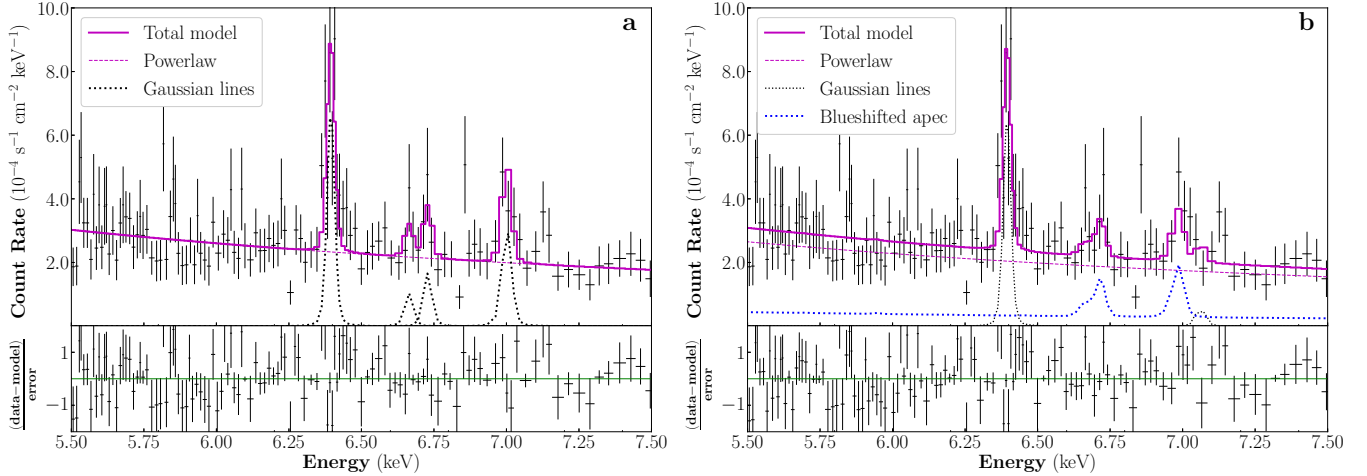 a
Total model
Powerlaw
Gaussian lines
Count Rate (10⁻⁴ s⁻¹ cm⁻² keV⁻¹)
10.0
8.0
6.0
4.0
2.0
(data−model)
error
1
−1
5.50 5.75 6.00 6.25 6.50 6.75 7.00 7.25 7.50
Energy (keV)
b
Total model
Powerlaw
Gaussian lines
Blueshifted apec
Count Rate (10⁻⁴ s⁻¹ cm⁻² keV⁻¹)
10.0
8.0
6.0
4.0
2.0
(data−model)
error
1
−1
5.50 5.75 6.00 6.25 6.50 6.75 7.00 7.25 7.50
Energy (keV)